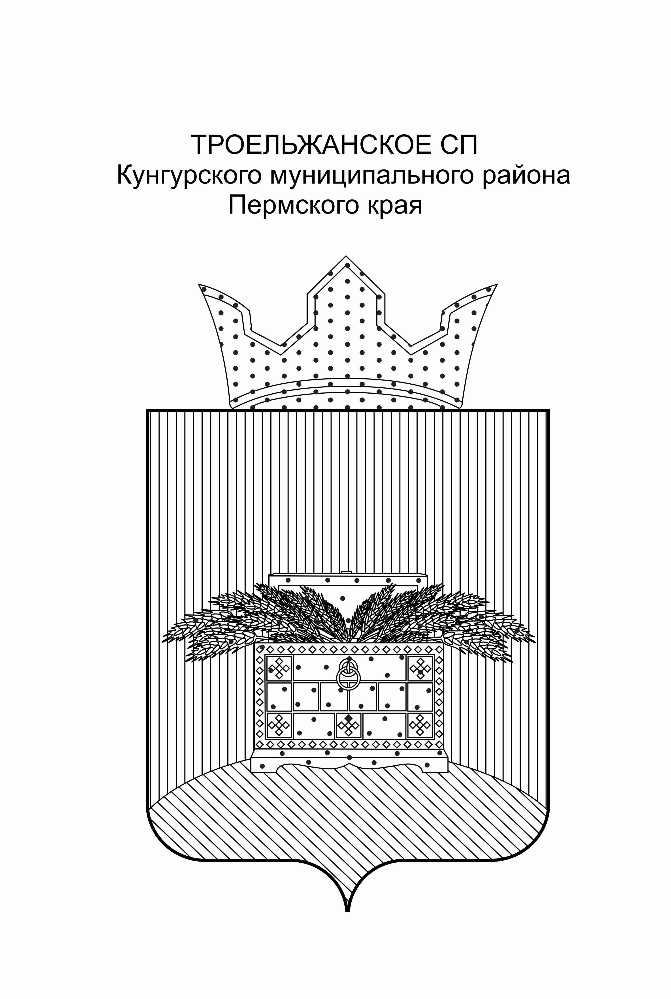 ТРОЕЛЬЖАНСКОЕ СП
Кунгурского муниципального района
Пермского края